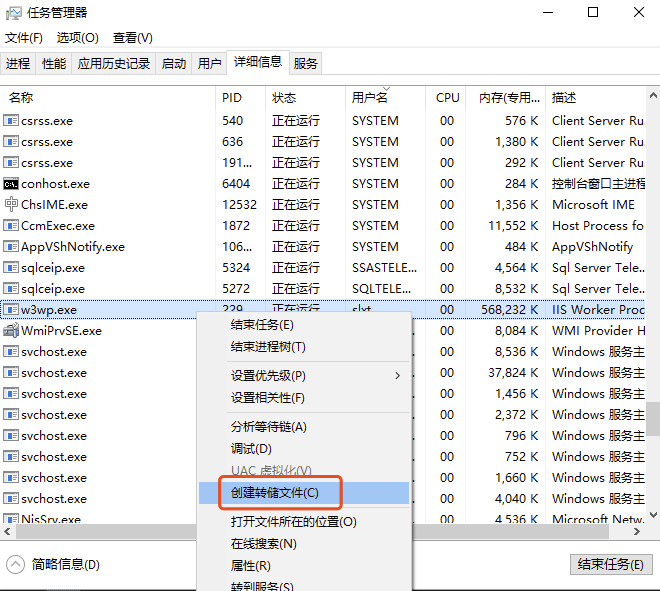 任务管理器
文件(F) 选项(O) 查看(V)
进程 性能 应用历史记录 启动 用户 详细信息 服务
名称 PID 状态 用户名 CPU 内存(专用... 描述
csrss.exe 540 正在运行 SYSTEM 00 576 K Client Server Ru
csrss.exe 636 正在运行 SYSTEM 00 1,380 K Client Server Ru
csrss.exe 191... 正在运行 SYSTEM 00 292 K Client Server Ru
conhost.exe 6404 正在运行 SYSTEM 00 284 K 控制台窗口主进程
ChsIME.exe 12532 正在运行 SYSTEM 00 1,356 K Microsoft IME
CcmExec.exe 1872 正在运行 SYSTEM 00 11,552 K Host Process fo
AppVShNotify.exe 106... 正在运行 SYSTEM 00 484 K AppVShNotify
sqlceip.exe 5324 正在运行 SSASTELE... 00 4,564 K Sql Server Tele...
sqlceip.exe 5272 正在运行 SQLTELE... 00 8,532 K Sql Server Tele...
w3wp.exe 229 正在运行 slxt 00 568,232 K IIS Worker Proc
WmiPrvSE.exe 00 8,084 K WMI Provider H
svchost.exe 00 8,536 K Windows 服务主
svchost.exe 00 37,824 K Windows 服务主
svchost.exe 00 1,456 K Windows 服务主
svchost.exe 00 2,372 K Windows 服务主
svchost.exe 00 796 K Windows 服务主
svchost.exe 00 752 K Windows 服务主
svchost.exe 00 1,660 K Windows 服务主
svchost.exe 00 4,040 K Windows 服务主
NisSrv.exe 00 4,536 K Microsoft Netw
结束任务(E)
结束进程树(T)
设置优先级(P)
设置相关性(F)
分析等待链(A)
调试(D)
UAC 虚拟化(V)
创建转储文件(C)
打开文件所在的位置(O)
在线搜索(N)
属性(R)
转到服务(S)
简略信息(D) 结束任务(E)